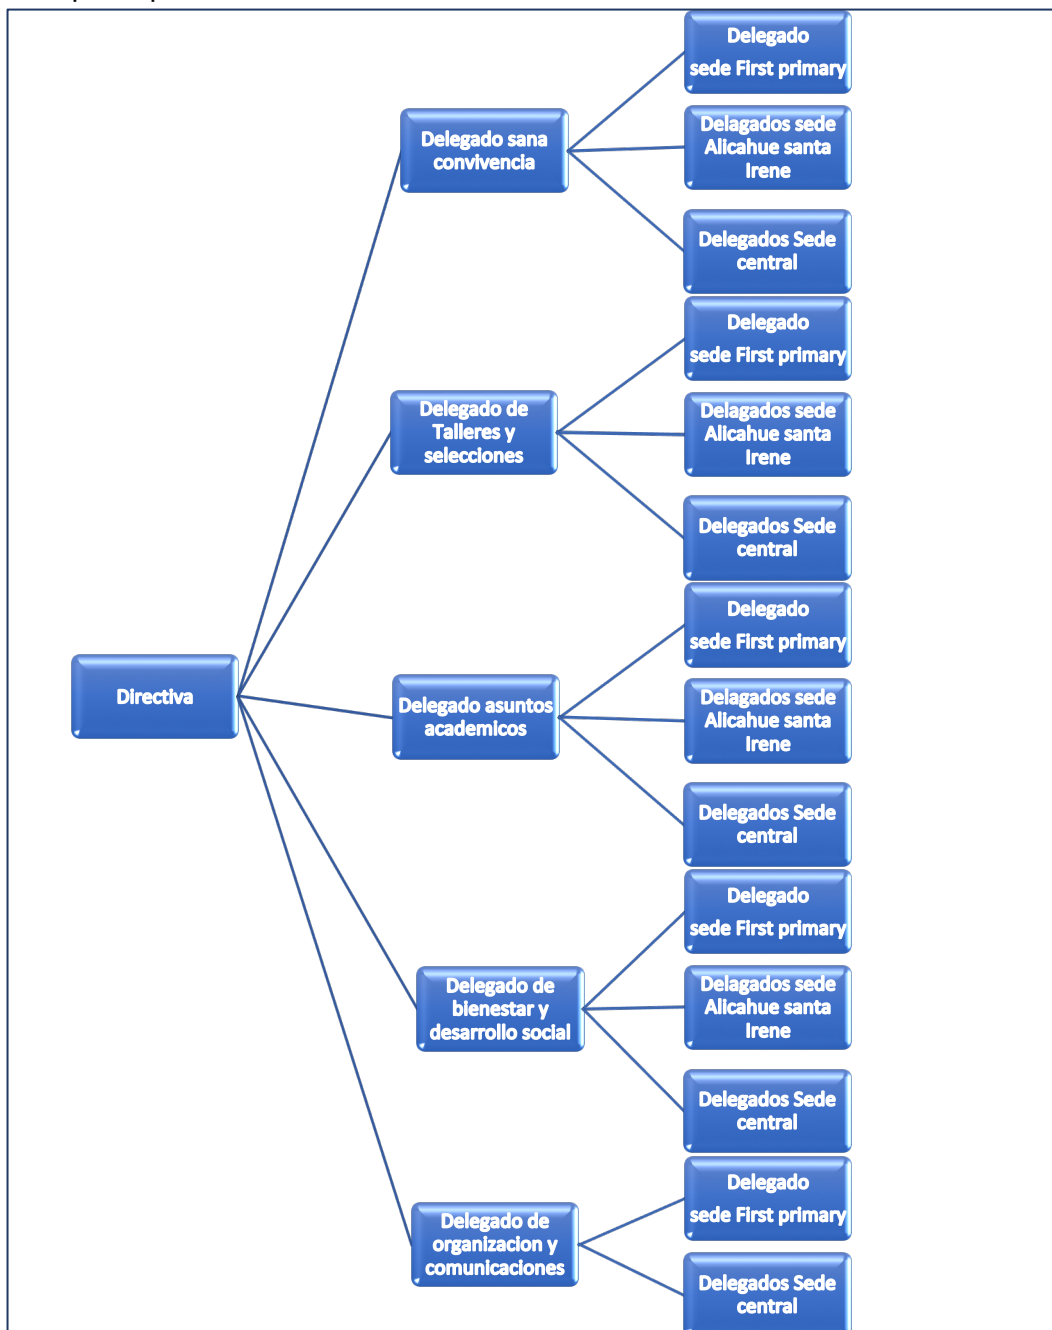 Delegado
sede First primary
Delegado sana
convivencia
Delagados sede
Alicahue santa
Irene
Delegados Sede
central
Delegado
sede First primary
Delegado de
Talleres y
selecciones
Delagados sede
Alicahue santa
Irene
Delegados Sede
central
Directiva
Delegado
sede First primary
Delegado asuntos
academicos
Delagados sede
Alicahue santa
Irene
Delegados Sede
central
Delegado
sede First primary
Delegado de
bienestar y
desarrollo social
Delagados sede
Alicahue santa
Irene
Delegados Sede
central
Delegado
sede First primary
Delegado de
organizacion y
comunicaciones
Delegados Sede
central